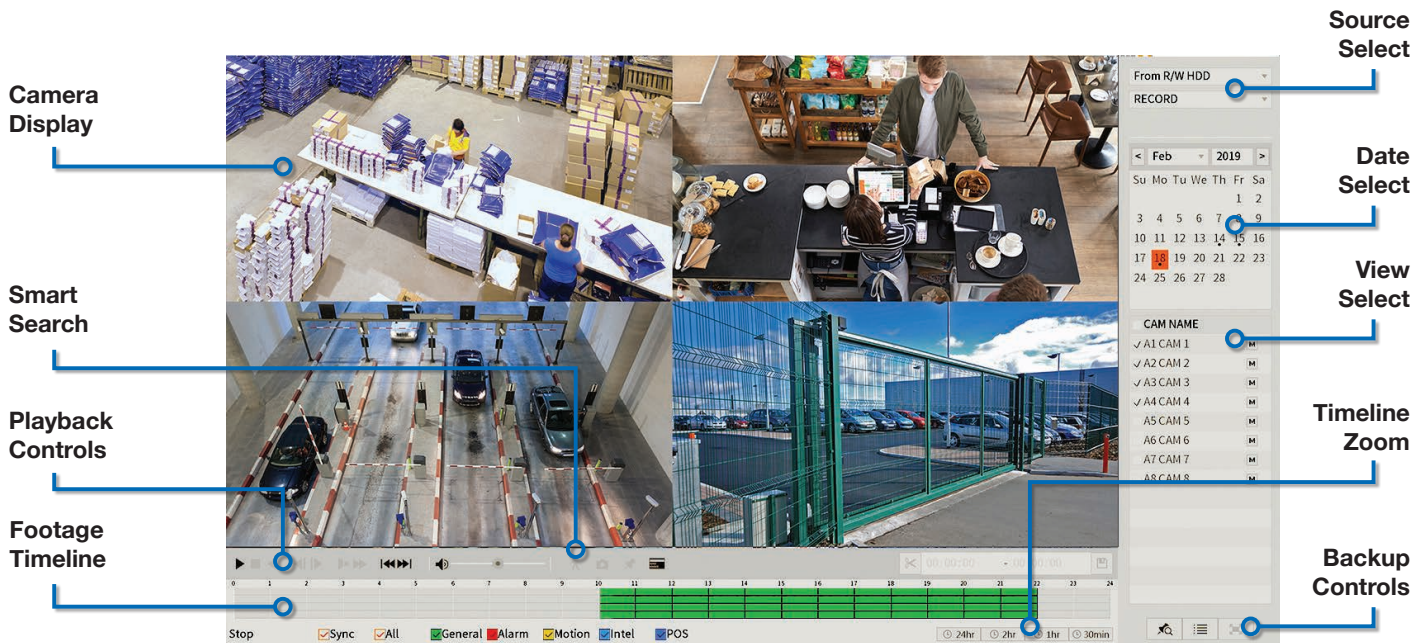 Source
Select
Camera
Display
From R/W HDD
RECORD
< Feb 2019 >
Su Mo Tu We Th Fr Sa
1 2
3 4 5 6 7 8 9
10 11 12 13 14 15 16
17 18 19 20 21 22 23
24 25 26 27 28
Date
Select
View
Select
Smart
Search
CAM NAME
A1 CAM 1 M
A2 CAM 2 M
A3 CAM 3 M
A4 CAM 4 M
A5 CAM 5 M
A6 CAM 6 M
A7 CAM 7 M
A8 CAM 8 M
Playback
Controls
Timeline
Zoom
Footage
Timeline
Backup
Controls
00:00:00 - 00:00:00
0 1 2 3 4 5 6 7 8 9 10 11 12 13 14 15 16 17 18 19 20 21 22 23 24
Stop Sync All General Alarm Motion Intel POS 24hr 2hr 1hr 30min